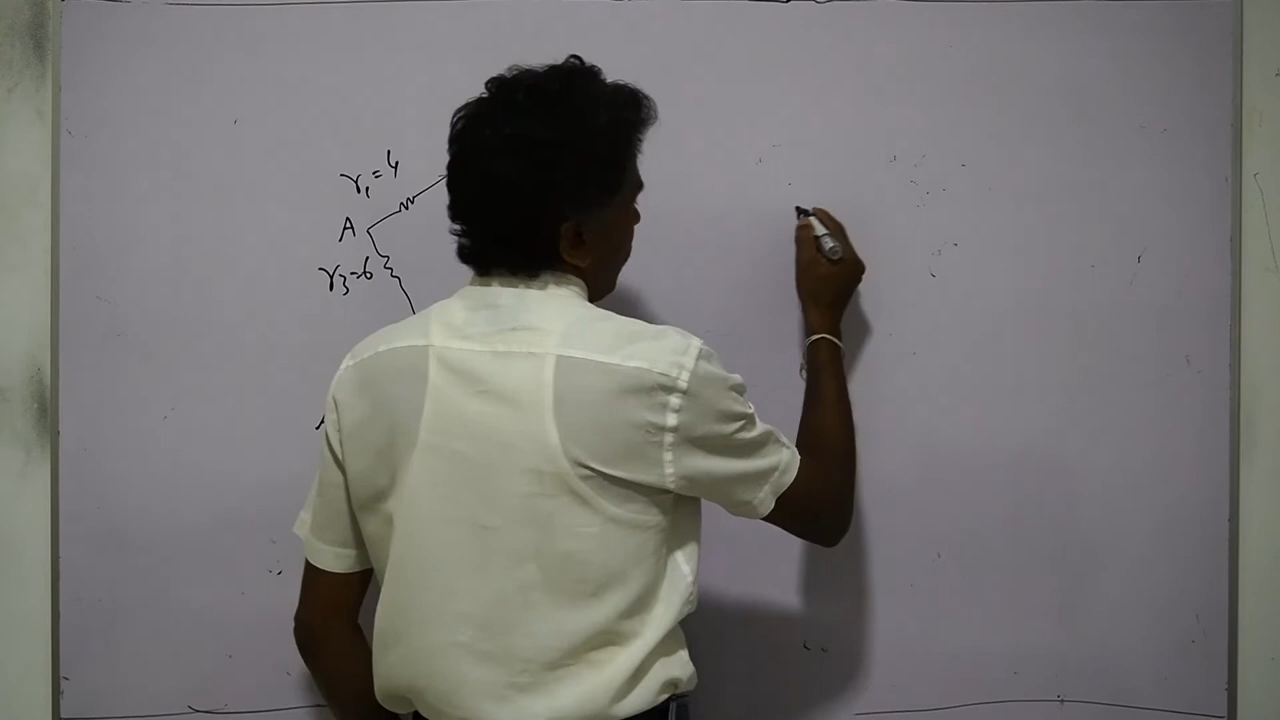 r₁ = 4
A
r₃ = 6